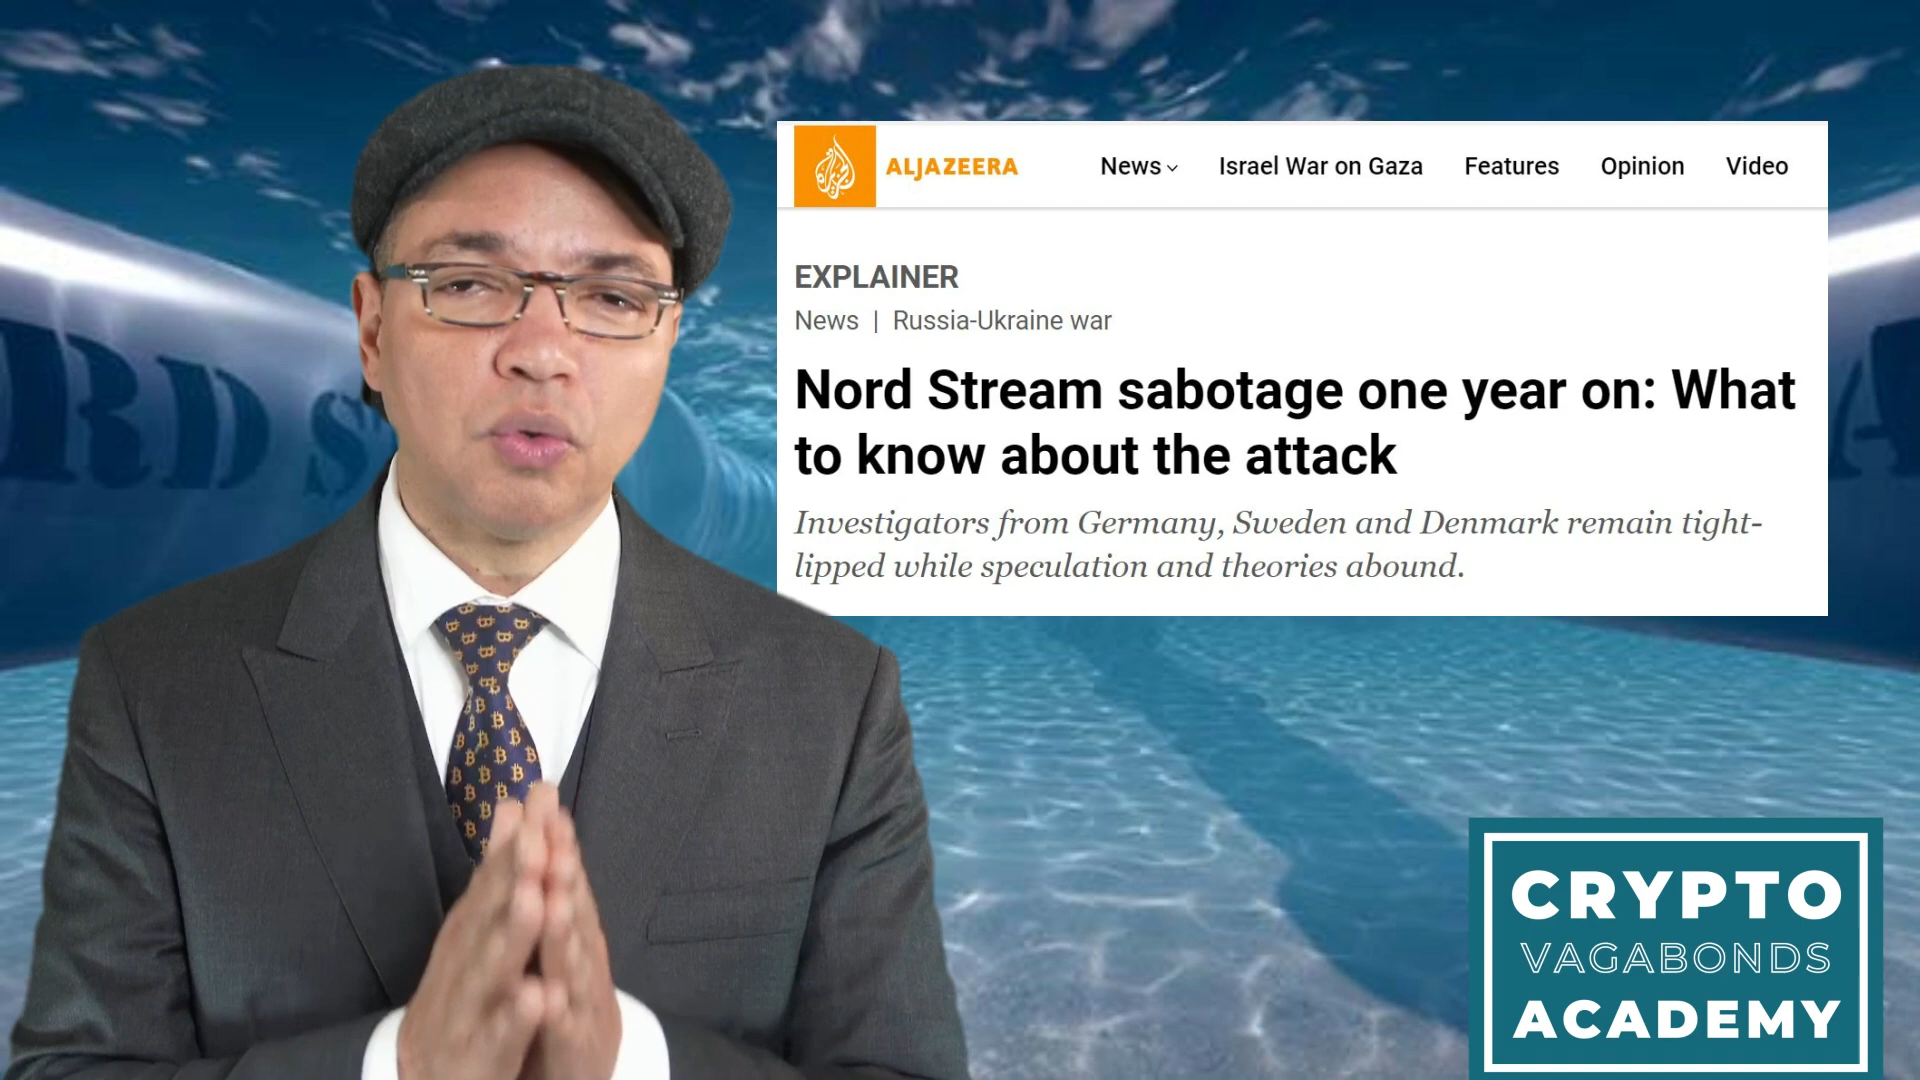 RD S
ALJAZEERA
News Israel War on Gaza Features Opinion Video
EXPLAINER
News | Russia-Ukraine war
Nord Stream sabotage one year on: What
to know about the attack
Investigators from Germany, Sweden and Denmark remain tight-
lipped while speculation and theories abound.
CRYPTO
VAGABONDS
ACADEMY